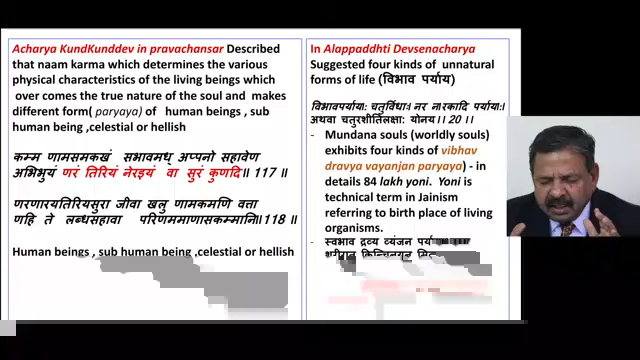 Acharya KundKunddev in pravachansar Described
that naam karma which determines the various
physical characteristics of the living beings which
over comes the true nature of the soul and makes
different form( paryaya) of human beings , sub
human being ,celestial or hellish
कम्म णामसमकखं सभावमध् अप्पनो सहावेण
अभिभुयं णरं तिरियं नेरइयं वा सुरं कुणदि॥ 117 ॥
णरणारयतिरियसुरा जीवा खलु णामकमणि वत्ता
णहि ते लब्धसहावा परिणममाणासकम्मानि॥118 ॥
Human beings , sub human being ,celestial or hellish
In Alappaddhti Devsenacharya
Suggested four kinds of unnatural
forms of life (विभाव पर्याय)
विभावपर्याया: चतुर्विधा: नर नारकादि पर्याया:।
अथवा चतुरशीर्तिलक्षा: योनय।। 20 ।।
- Mundana souls (worldly souls)
exhibits four kinds of vibhav
dravya vayanjan paryaya) - in
details 84 lakh yoni. Yoni is
technical term in Jainism
referring to birth place of living
organisms.
- स्वभाव द्रव्य व्यंजन